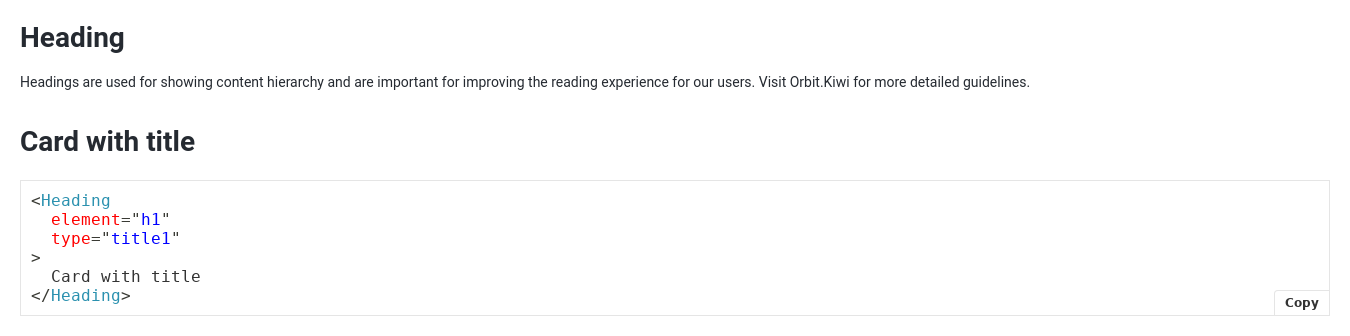 Heading
Headings are used for showing content hierarchy and are important for improving the reading experience for our users. Visit Orbit.Kiwi for more detailed guidelines.
Card with title
<Heading
  element="h1"
  type="title1"
>
  Card with title
</Heading>
Copy